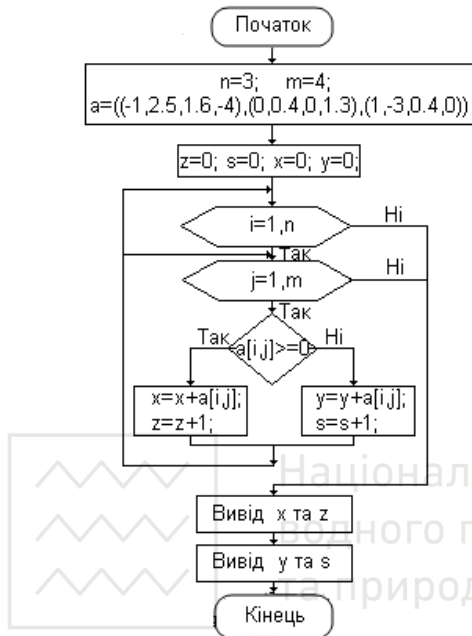 Початок
n=3; m=4;
a=((-1,2.5,1.6,-4),(0,0.4,0,1.3),(1,-3,0.4,0))
z=0; s=0; x=0; y=0;
i=1,n
Ні
Так
j=1,m
Ні
Так
Так
a[i,j]>=0
Ні
x=x+a[i,j];
z=z+1;
y=y+a[i,j];
s=s+1;
Націонал
Вивід x та z
водного г
Вивід y та s
та природ
Кінець